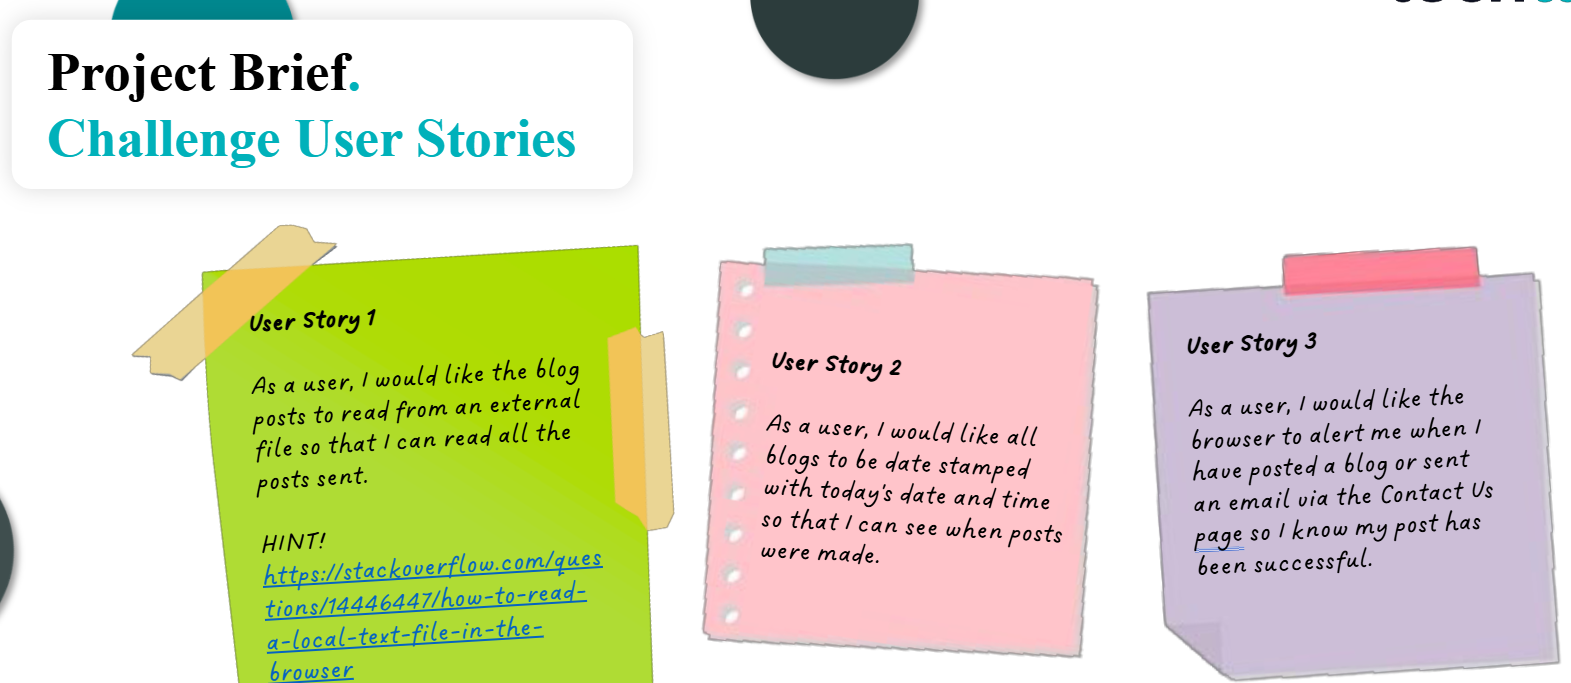 Project Brief.
Challenge User Stories
User Story 1
As a user, I would like the blog
posts to read from an external
file so that I can read all the
posts sent.
HINT!
https://stackoverflow.com/ques
tions/14446447/how-to-read-
a-local-text-file-in-the-
browser
User Story 2
As a user, I would like all
blogs to be date stamped
with today's date and time
so that I can see when posts
were made.
User Story 3
As a user, I would like the
browser to alert me when I
have posted a blog or sent
an email via the Contact Us
page so I know my post has
been successful.